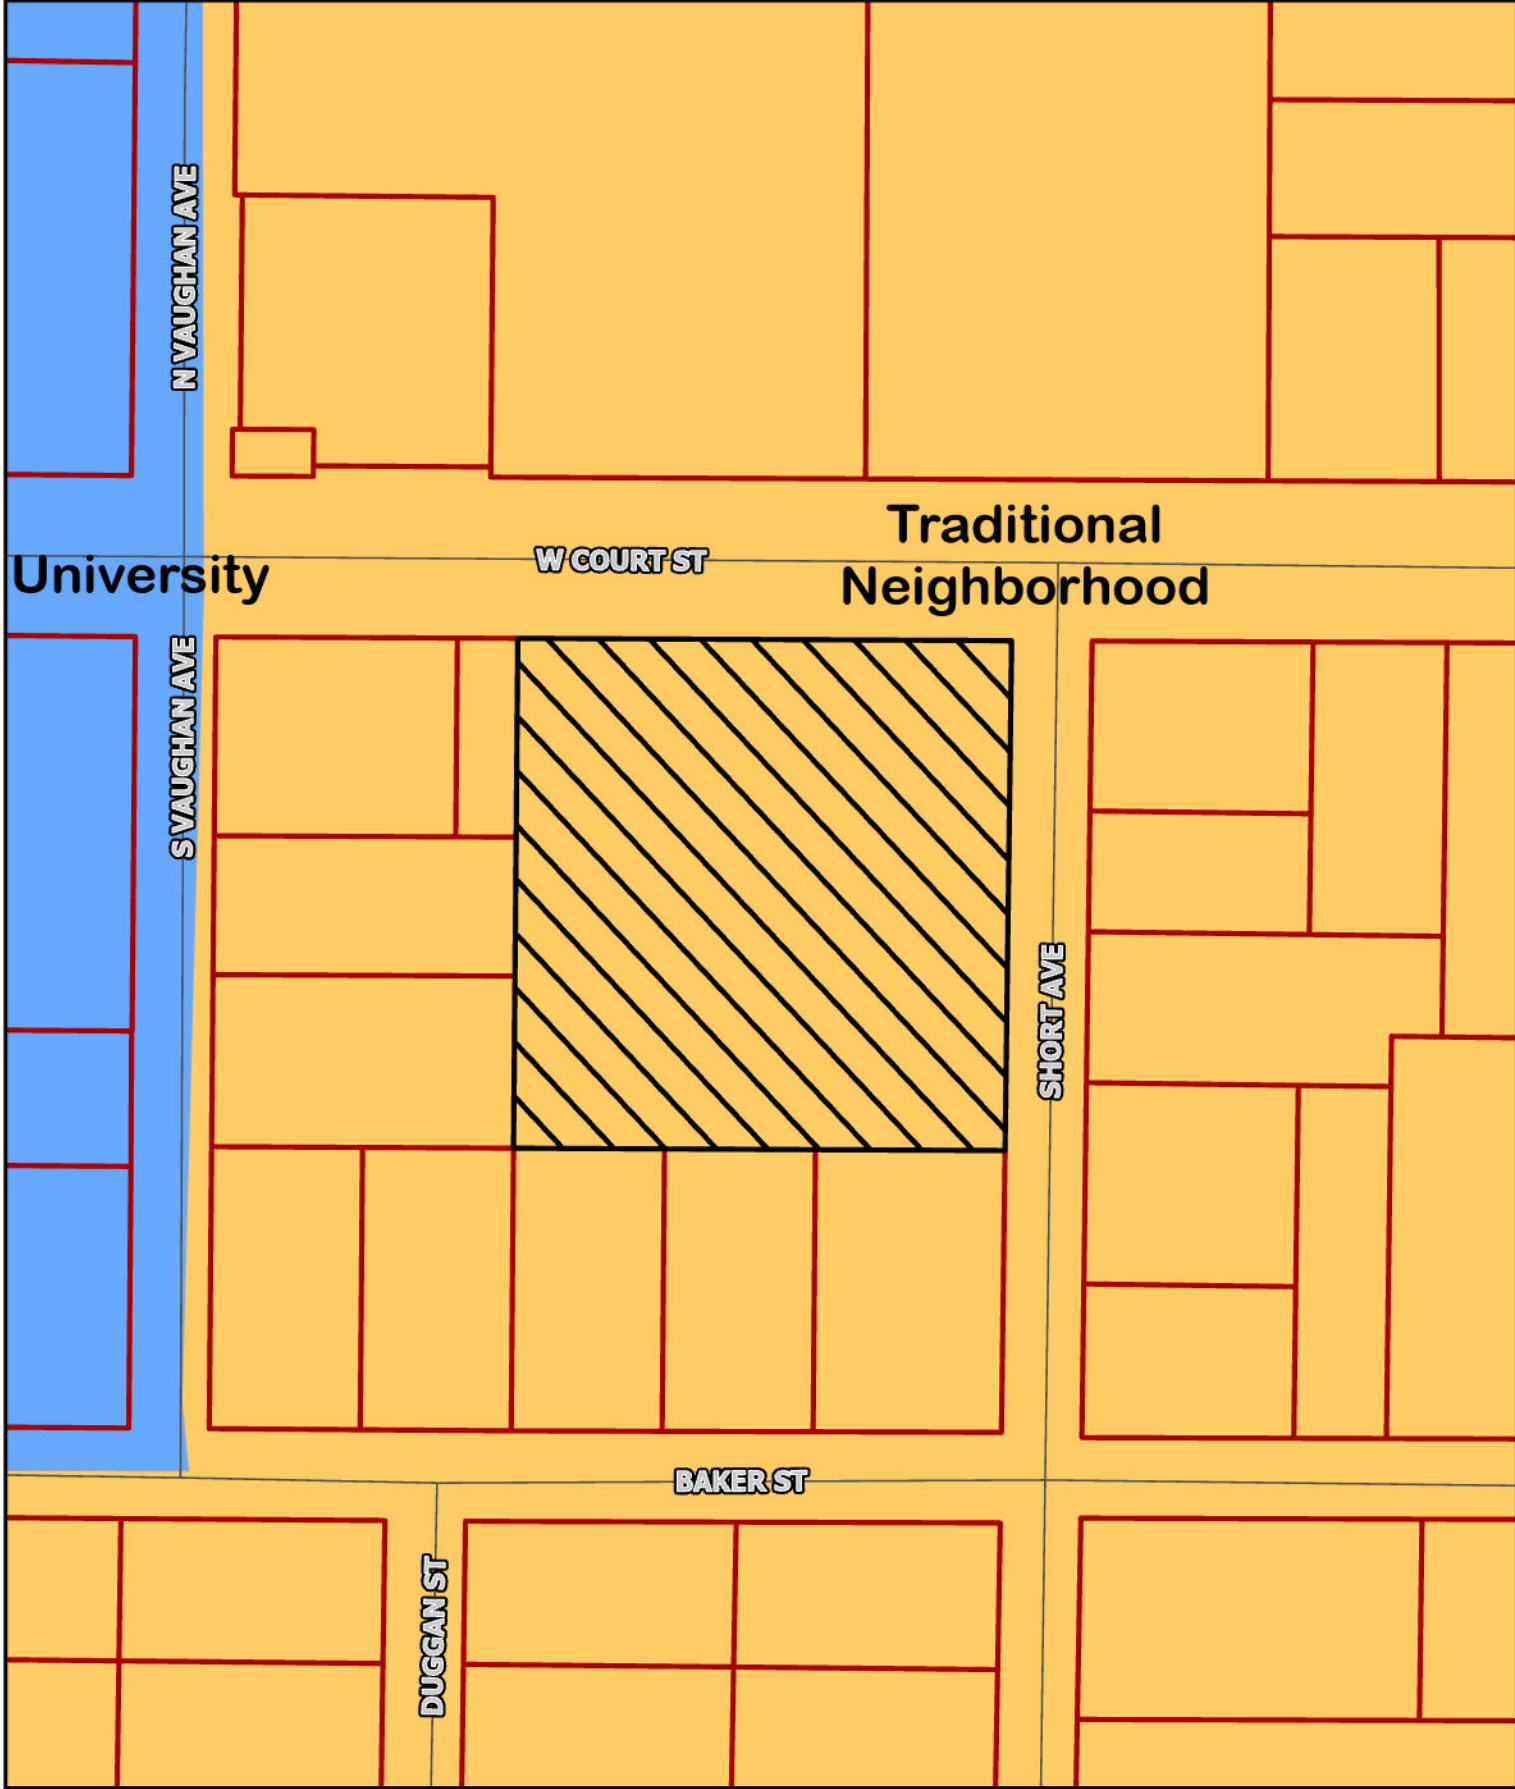 N VAUGHAN AVE
Traditional
Neighborhood
W COURT ST
University
S VAUGHAN AVE
SHORT AVE
BAKER ST
DUGGAN ST